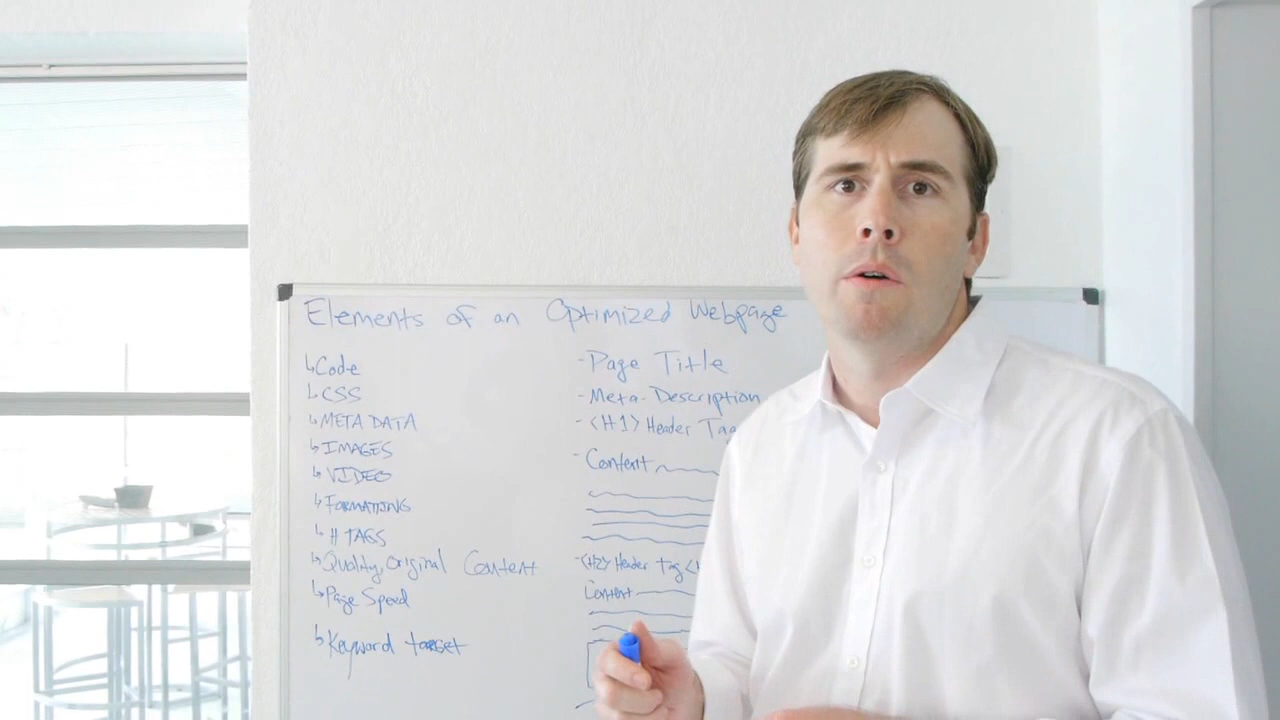 Elements of an Optimized Webpage
↳Code
↳CSS
↳META DATA
↳IMAGES
↳VIDEO
↳FORMATTING
↳H TAGS
↳Quality, original Content
↳Page Speed
↳Keyword target
-Page Title
-Meta-Description
-<H1> Header Tag
-Content
-<H2> Header Tag <
Content